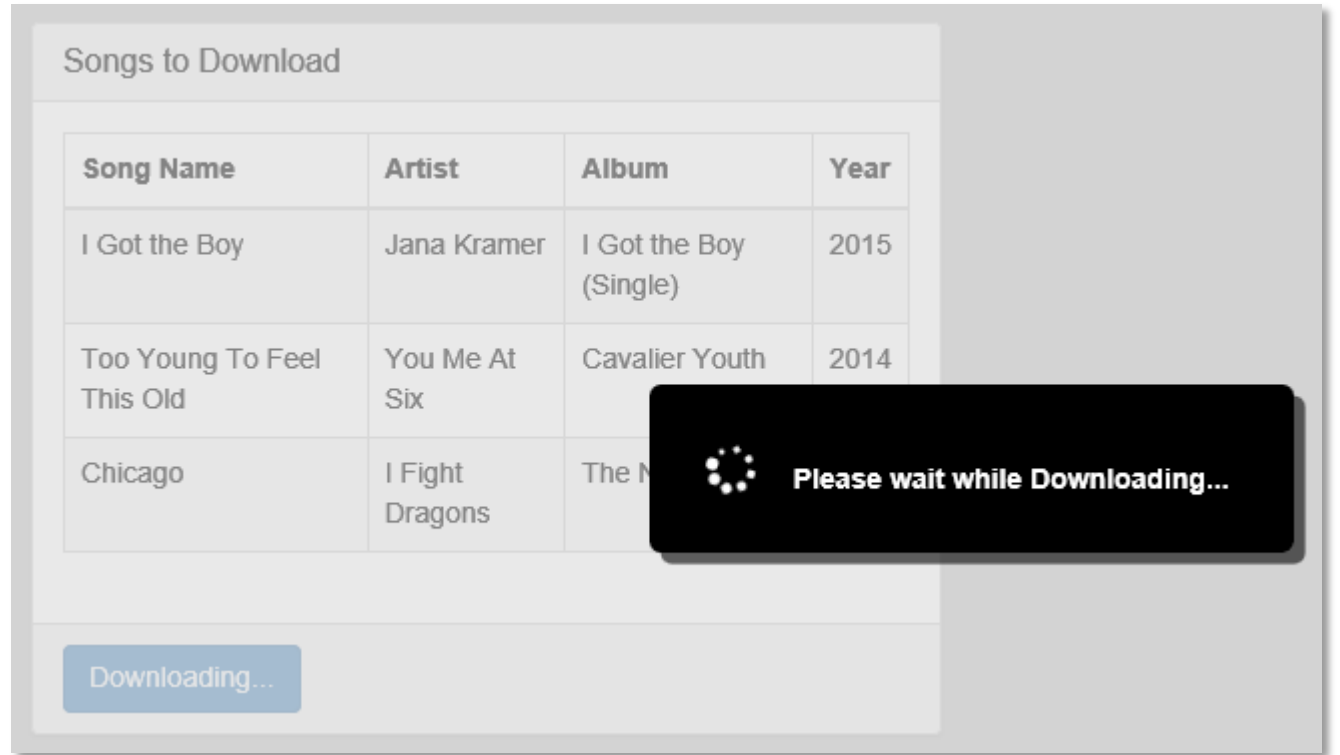 Songs to Download
Song Name Artist Album Year
I Got the Boy Jana Kramer I Got the Boy 2015
(Single)
Too Young To Feel You Me At Cavalier Youth 2014
This Old Six
Chicago I Fight The
Dragons
Please wait while Downloading...
Downloading...